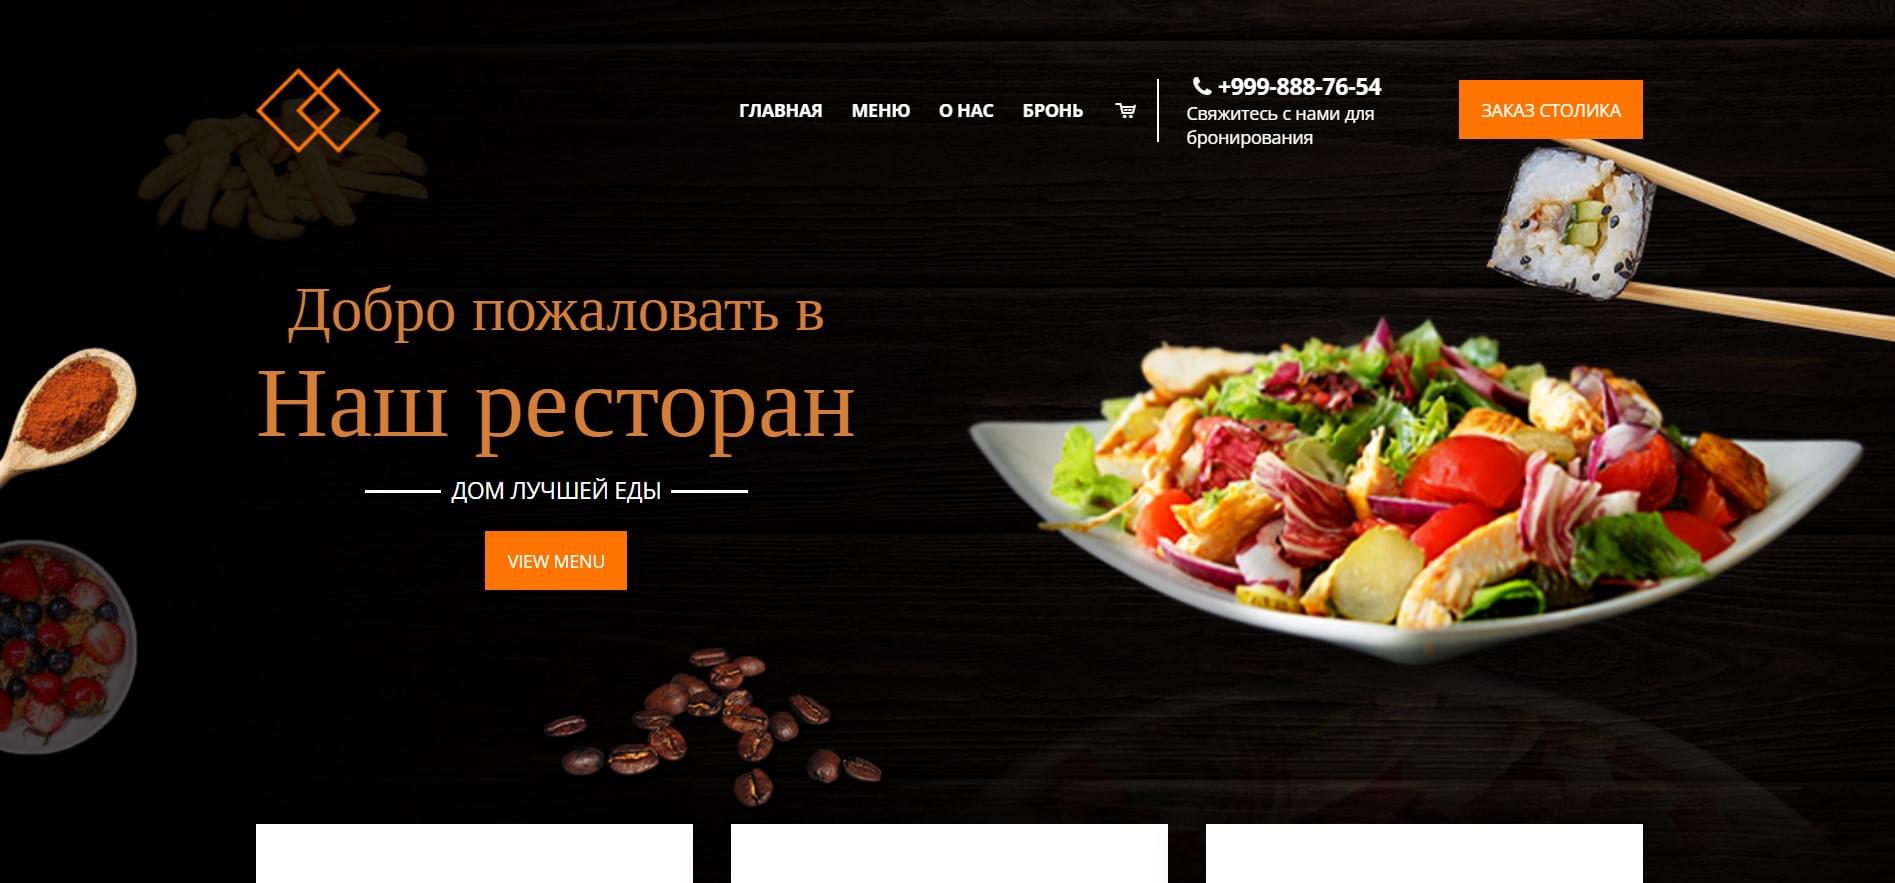 ГЛАВНАЯ МЕНЮ О НАС БРОНЬ
+999-888-76-54
Свяжитесь с нами для
бронирования
ЗАКАЗ СТОЛИКА
Добро пожаловать в
Наш ресторан
ДОМ ЛУЧШЕЙ ЕДЫ
VIEW MENU